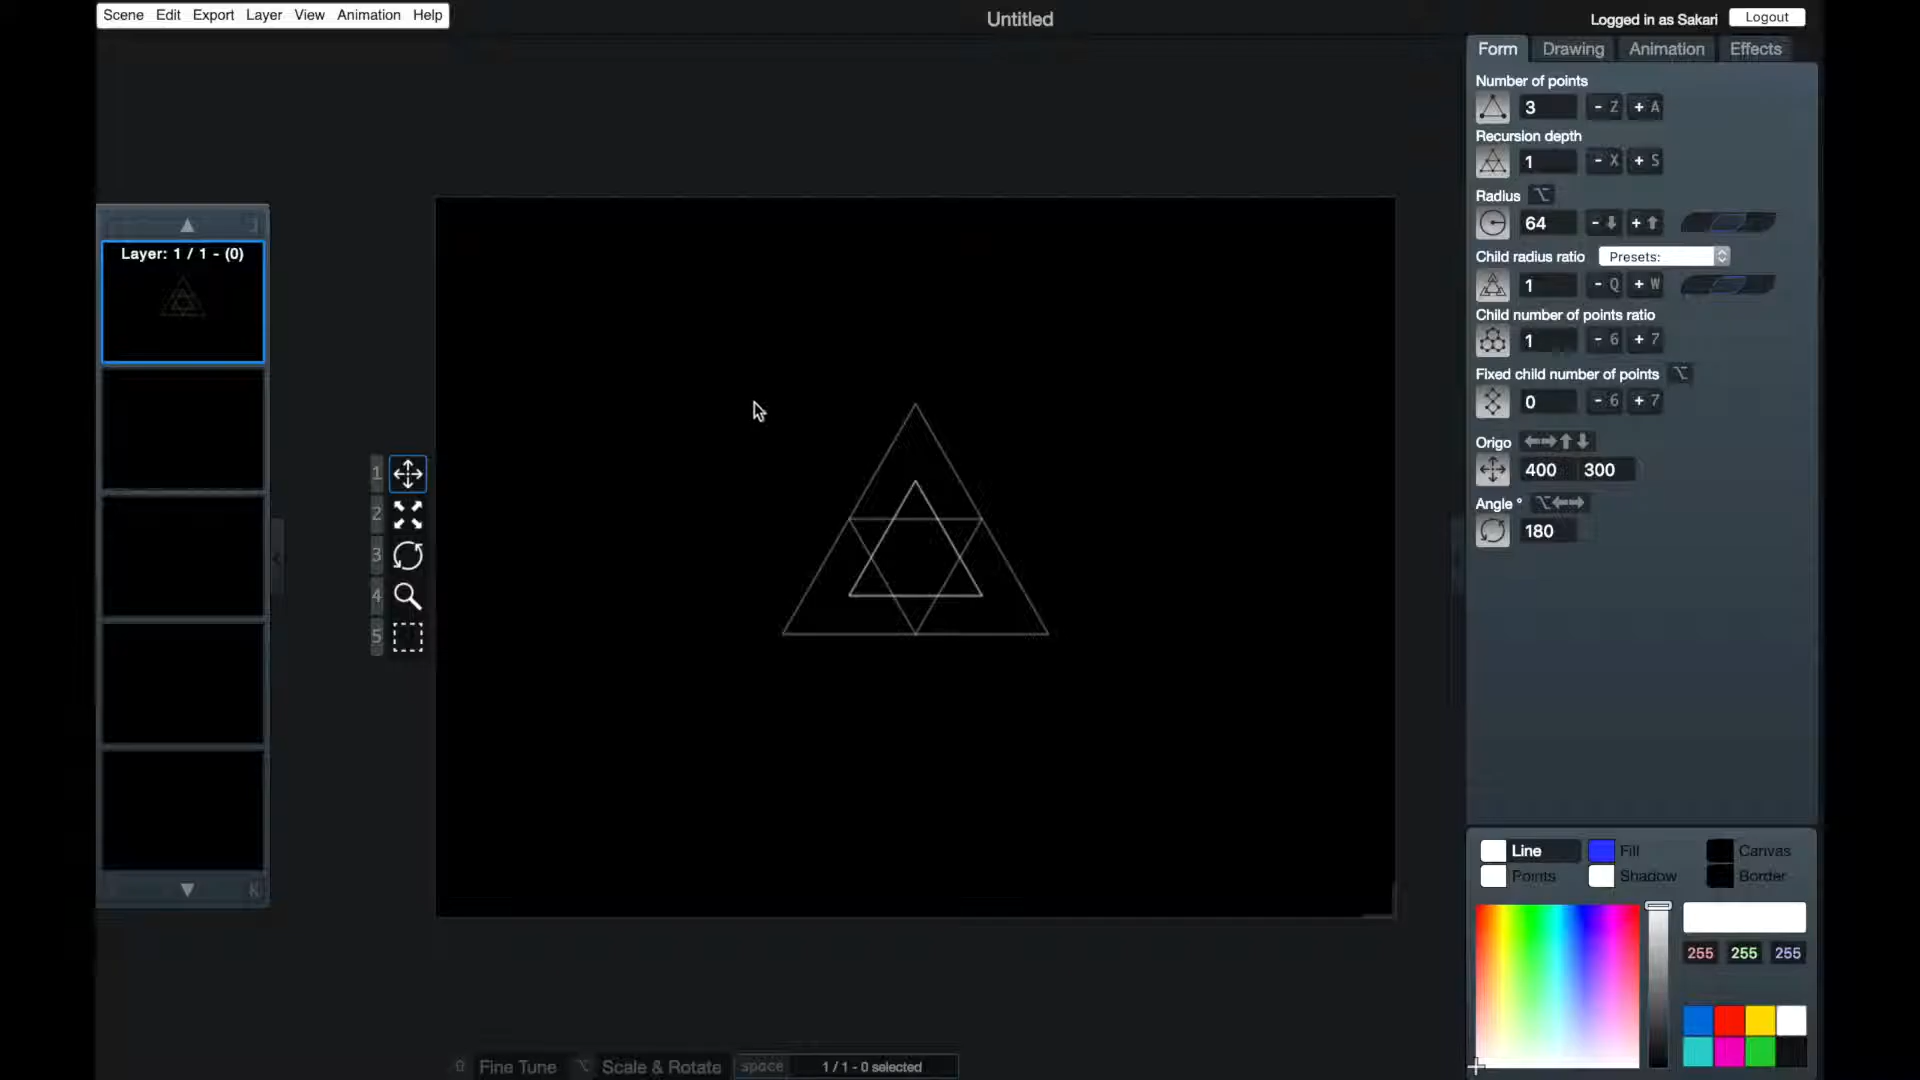 Scene Edit Export Layer View Animation Help
Untitled
Logged in as Sakari Logout
Form Drawing Animation Effects
Number of points
3 - Z + A
Recursion depth
1 - X + S
Radius ⌥
64 - ⬇ + ⬆
Child radius ratio Presets:
1 - Q + W
Child number of points ratio
1 - 6 + 7
Fixed child number of points ⌥
0 - 6 + 7
Origo
400 300
Angle °
180
Layer: 1 / 1 - (0)
K
1
2
3
4
5
Line Fill Canvas
Points Shadow Border
255 255 255
Fine Tune ⌥ Scale & Rotate space 1 / 1 - 0 selected